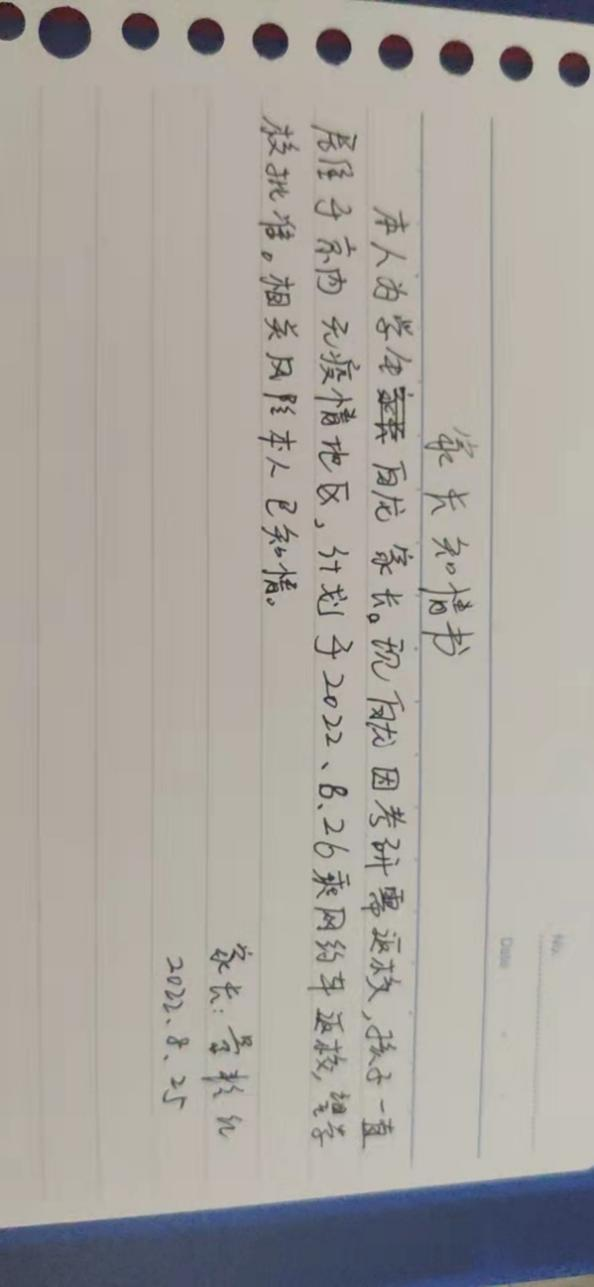 No.
Date
家长知情书
本人为学生家长。现因考研需返校，孩子一直
居住于京内无疫情地区，计划于2022、8、26乘网约车返校，望学
校批准。相关风险本人已知情。
家长：
2022、8、25